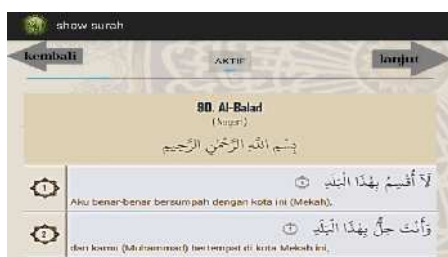 show surah
kembali
AKTIF
lanjut
90. Al-Balad
(Negeri)
بِسْمِ اللَّهِ الرَّحْمَٰنِ الرَّحِيمِ
لَآ أُقْسِمُ بِهَٰذَا الْبَلَدِ ۝١
1
Aku benar-benar bersumpah dengan kota ini (Mekah),
وَأَنْتَ حِلٌّ بِهَٰذَا الْبَلَدِ ۝٢
2
dan kamu (Muhammad) bertempat di kota Mekah ini,